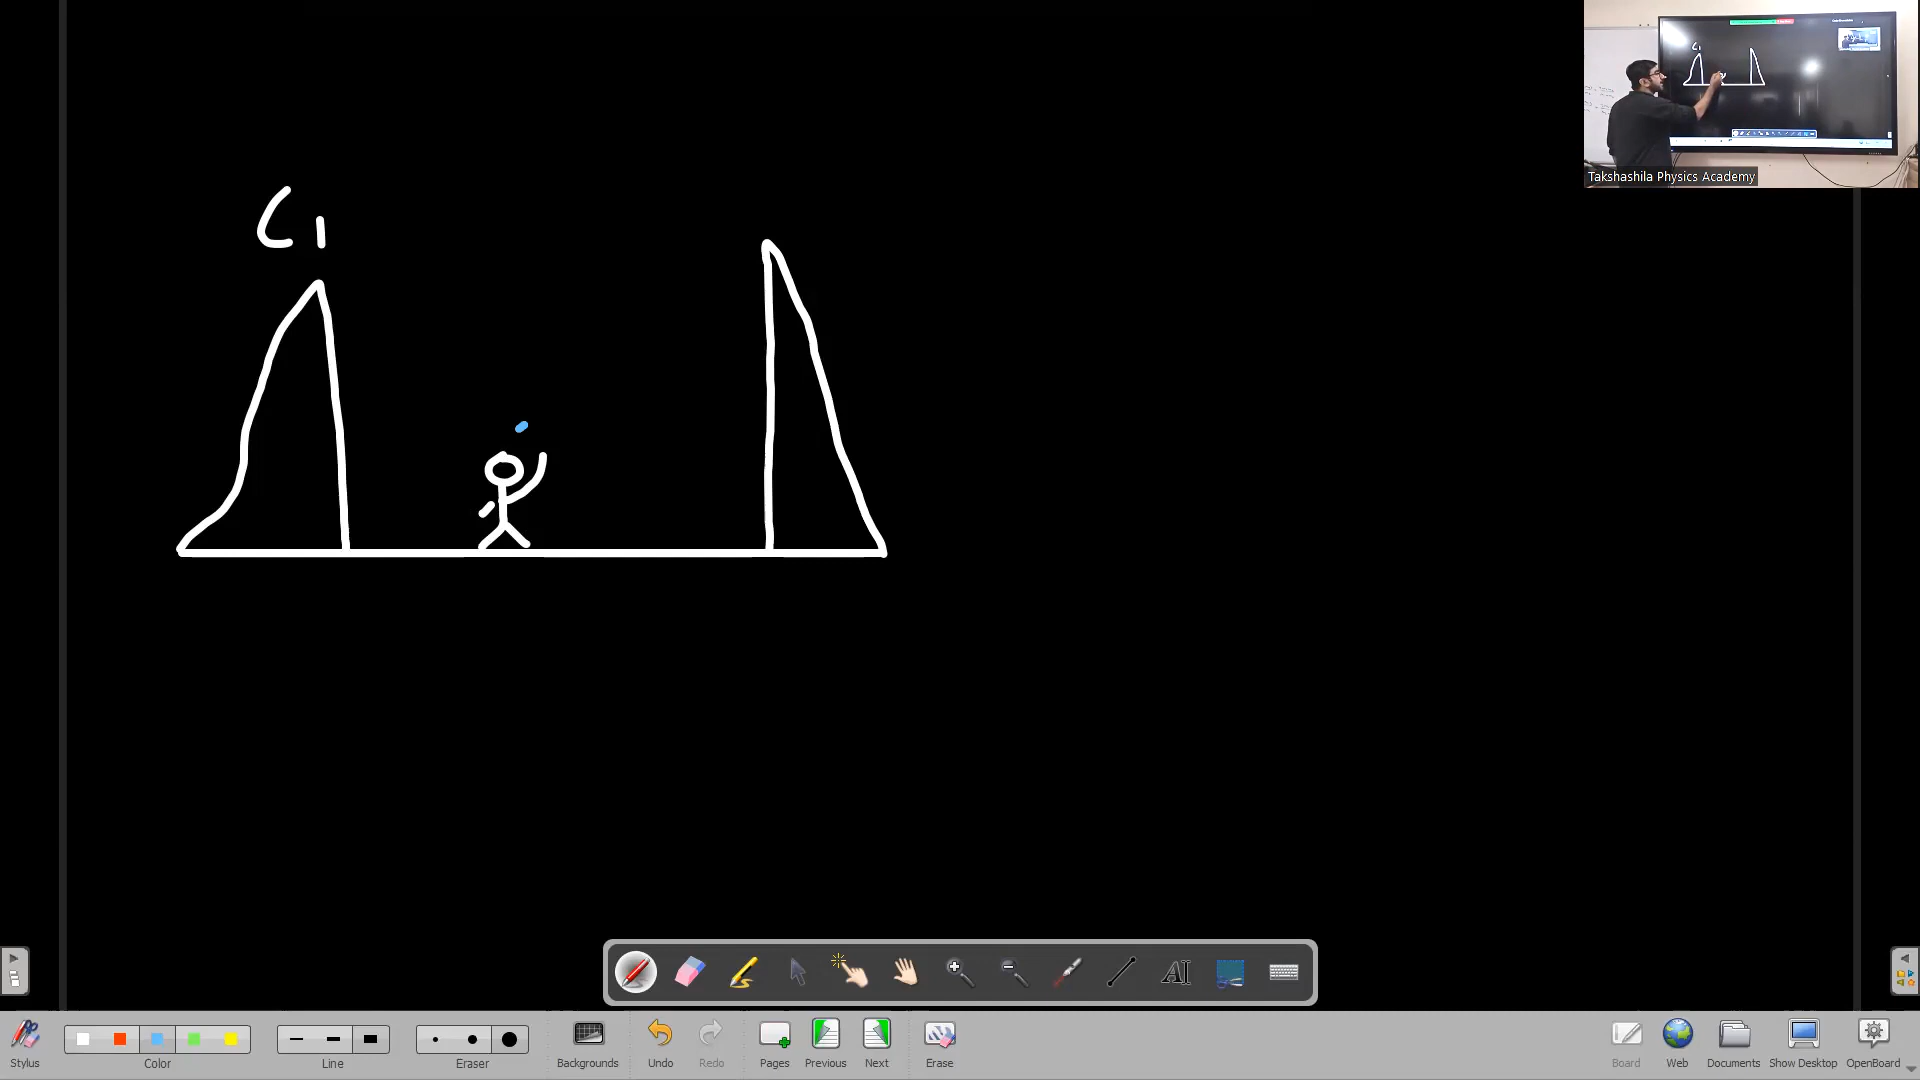 Takshashila Physics Academy
C1
Stylus
Color
Line
Eraser
Backgrounds
Undo
Redo
Pages
Previous
Next
Erase
Board
Web
Documents
Show Desktop
OpenBoard
AI